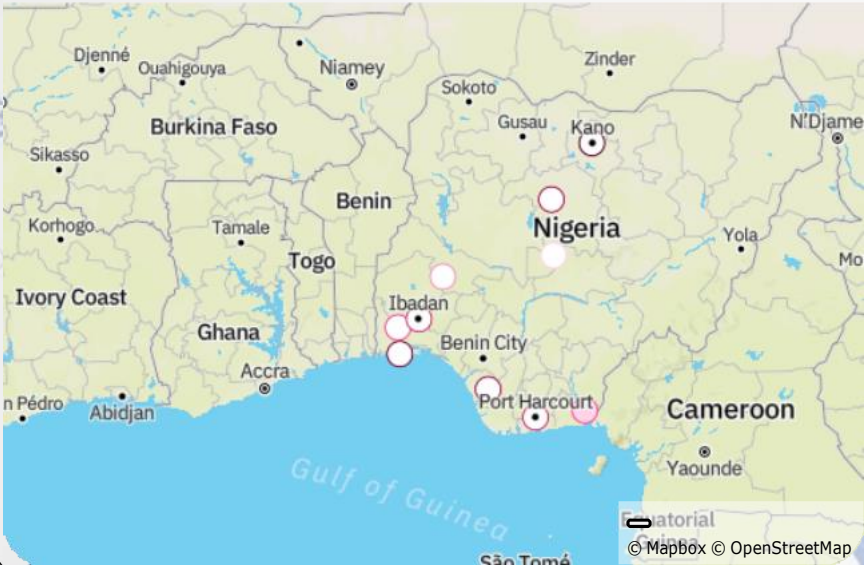 Djenné
Ouahigouya
Niamey
Zinder
Sokoto
Gusau
Kano
N'Djame
Burkina Faso
Sikasso
Benin
Korhogo
Tamale
Nigeria
Yola
Togo
Mo
Ivory Coast
Ibadan
Ghana
Benin City
Accra
n Pédro
Abidjan
Port Harcourt
Cameroon
Yaounde
Gulf of Guinea
Equatorial
Guinea
São Tomé
© Mapbox © OpenStreetMap